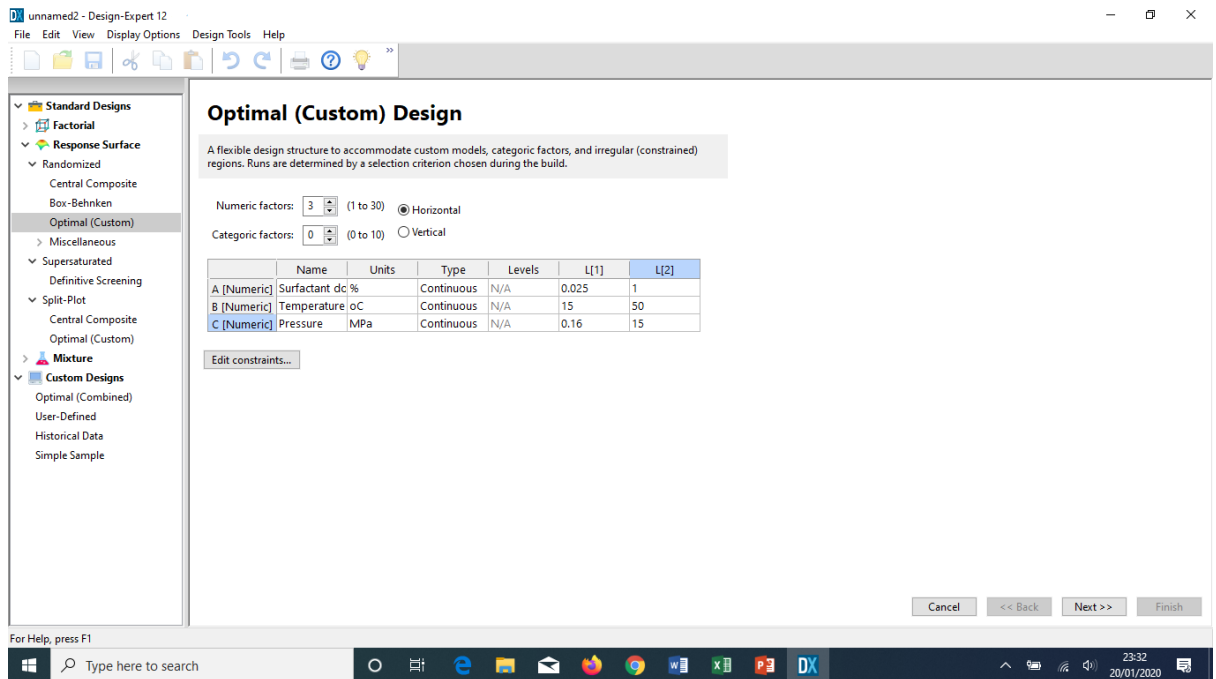 unnamed2 - Design-Expert 12
File Edit View Display Options Design Tools Help
Standard Designs
Factorial
Response Surface
Randomized
Central Composite
Box-Behnken
Optimal (Custom)
Miscellaneous
Supersaturated
Definitive Screening
Split-Plot
Central Composite
Optimal (Custom)
Mixture
Custom Designs
Optimal (Combined)
User-Defined
Historical Data
Simple Sample
Optimal (Custom) Design
A flexible design structure to accommodate custom models, categoric factors, and irregular (constrained)
regions. Runs are determined by a selection criterion chosen during the build.
Numeric factors: 3 (1 to 30) Horizontal
Categoric factors: 0 (0 to 10) Vertical
Name Units Type Levels L[1] L[2]
A [Numeric] Surfactant dc % Continuous N/A 0.025 1
B [Numeric] Temperature oC Continuous N/A 15 50
C [Numeric] Pressure MPa Continuous N/A 0.16 15
Edit constraints...
Cancel << Back Next >> Finish
For Help, press F1
Type here to search
DX
23:32
20/01/2020